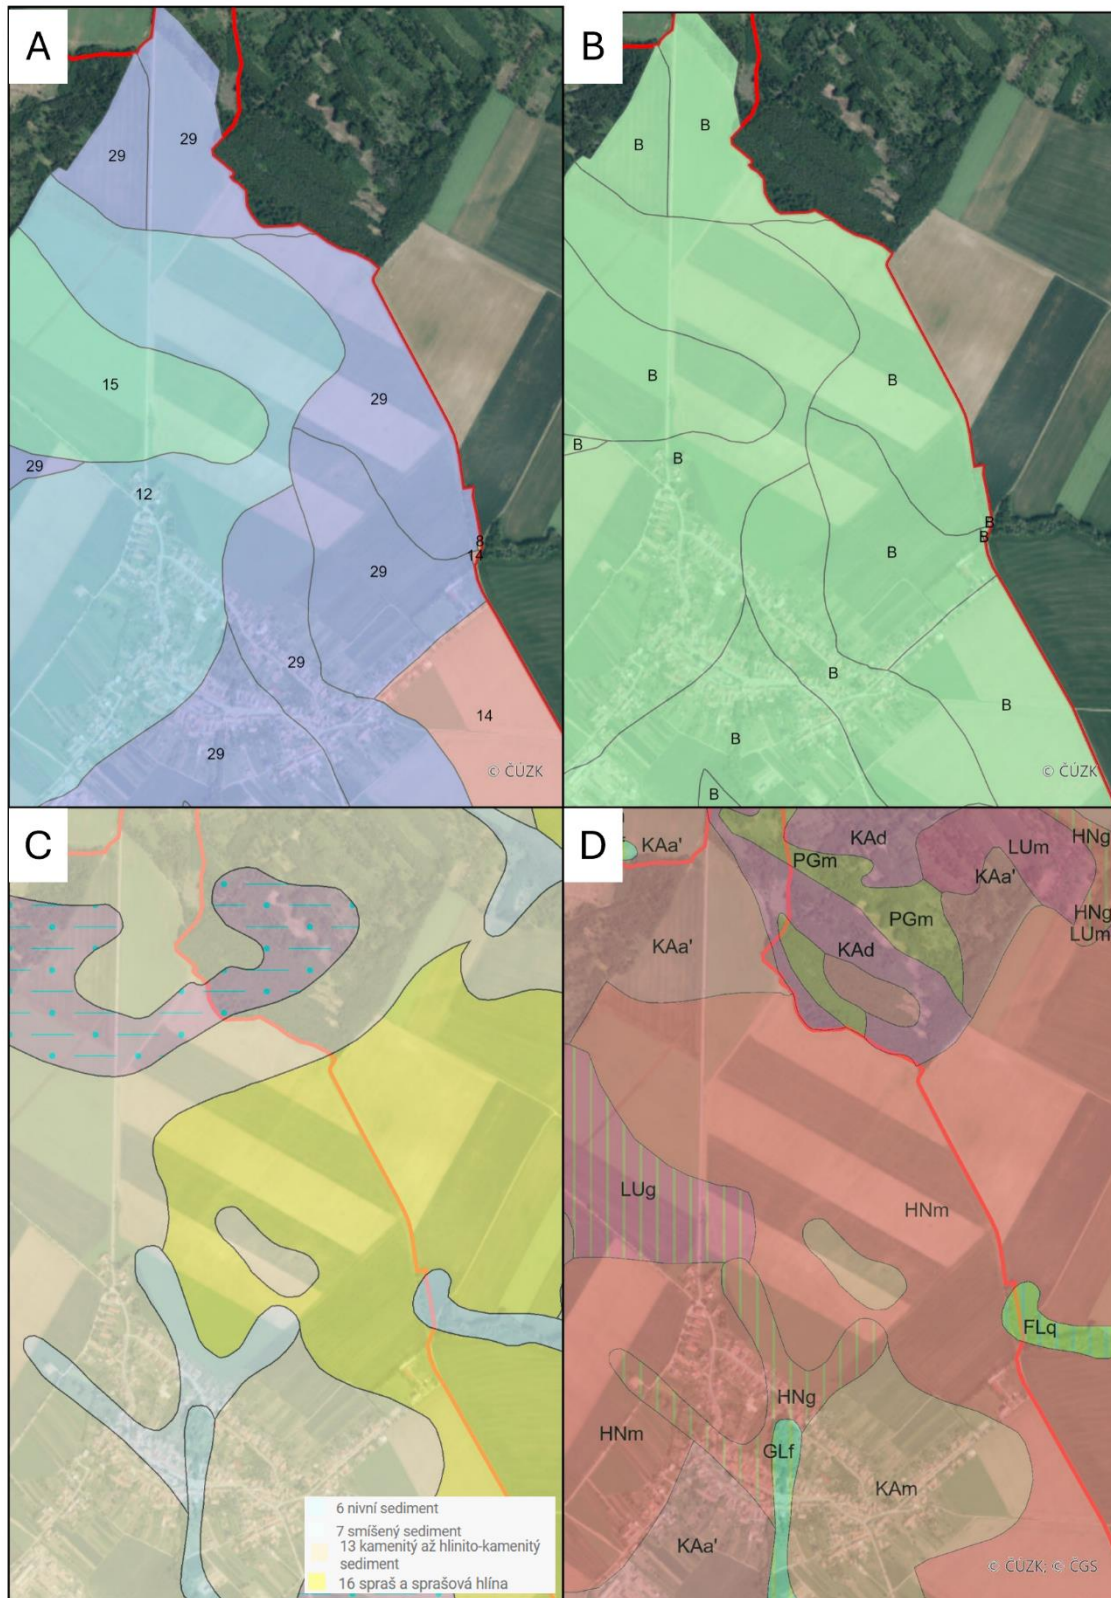 A
29
29
15
29
29
12
8
14
29
29
14
29
© ČÚZK
B
B
B
B
B
B
B
B
B
B
B
B
B
B
© ČÚZK
C
6 nivní sediment
7 smíšený sediment
13 kamenitý až hlinito-kamenitý
sediment
16 spraš a sprašová hlína
D
KAa'
PGm
KAd
LUm
HNg
KAa'
PGm
HNg
LUm
KAa'
KAd
LUg
HNm
FLq
HNg
HNm
GLf
KAm
KAa'
© ČÚZK; © ČGS